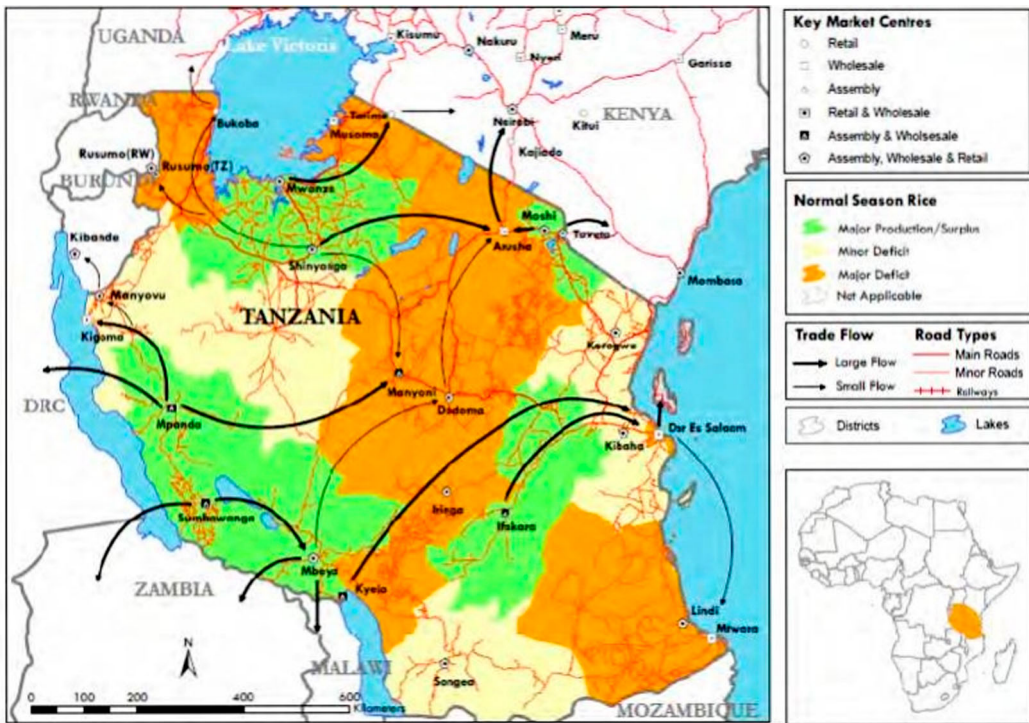 UGANDA
Lake Victoria
Kisumu
Nakuru
Meru
Nyeri
Garissa
RWANDA
Bukoba
Tarime
Musoma
Nairobi
Kitui
KENYA
Kajiado
Rusumo(RW)
Rusumo(TZ)
BURUNDI
Mwanza
Moshi
Arusha
Taveta
Kibande
Shinyanga
Mombasa
Manyovu
TANZANIA
Kigoma
Korogwe
DRC
Manyoni
Dodoma
Mpanda
Kibaha
Dar Es Salaam
Sumbawanga
Iringa
Ifakara
Mbeya
Kyela
ZAMBIA
Lindi
Mtwara
N
MALAWI
Songea
MOZAMBIQUE
0 100 200 400 600
Kilometers
Key Market Centres
Retail
Wholesale
Assembly
Retail & Wholesale
Assembly & Wholsesale
Assembly, Wholesale & Retail
Normal Season Rice
Major Production/Surplus
Minor Deficit
Major Deficit
Not Applicable
Trade Flow
Road Types
Large Flow
Main Roads
Small Flow
Minor Roads
Railways
Districts
Lakes